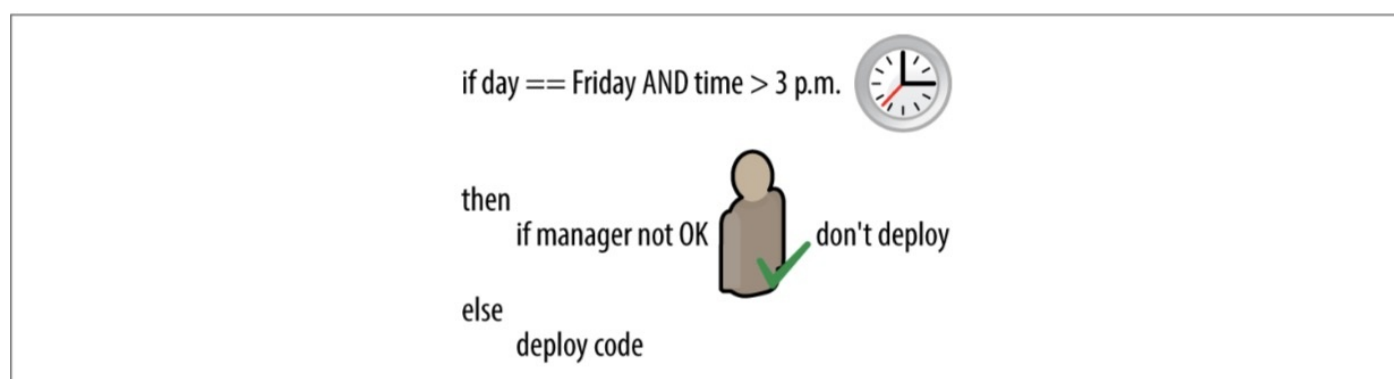 if day == Friday AND time > 3 p.m.
then
if manager not OK don't deploy
else
deploy code